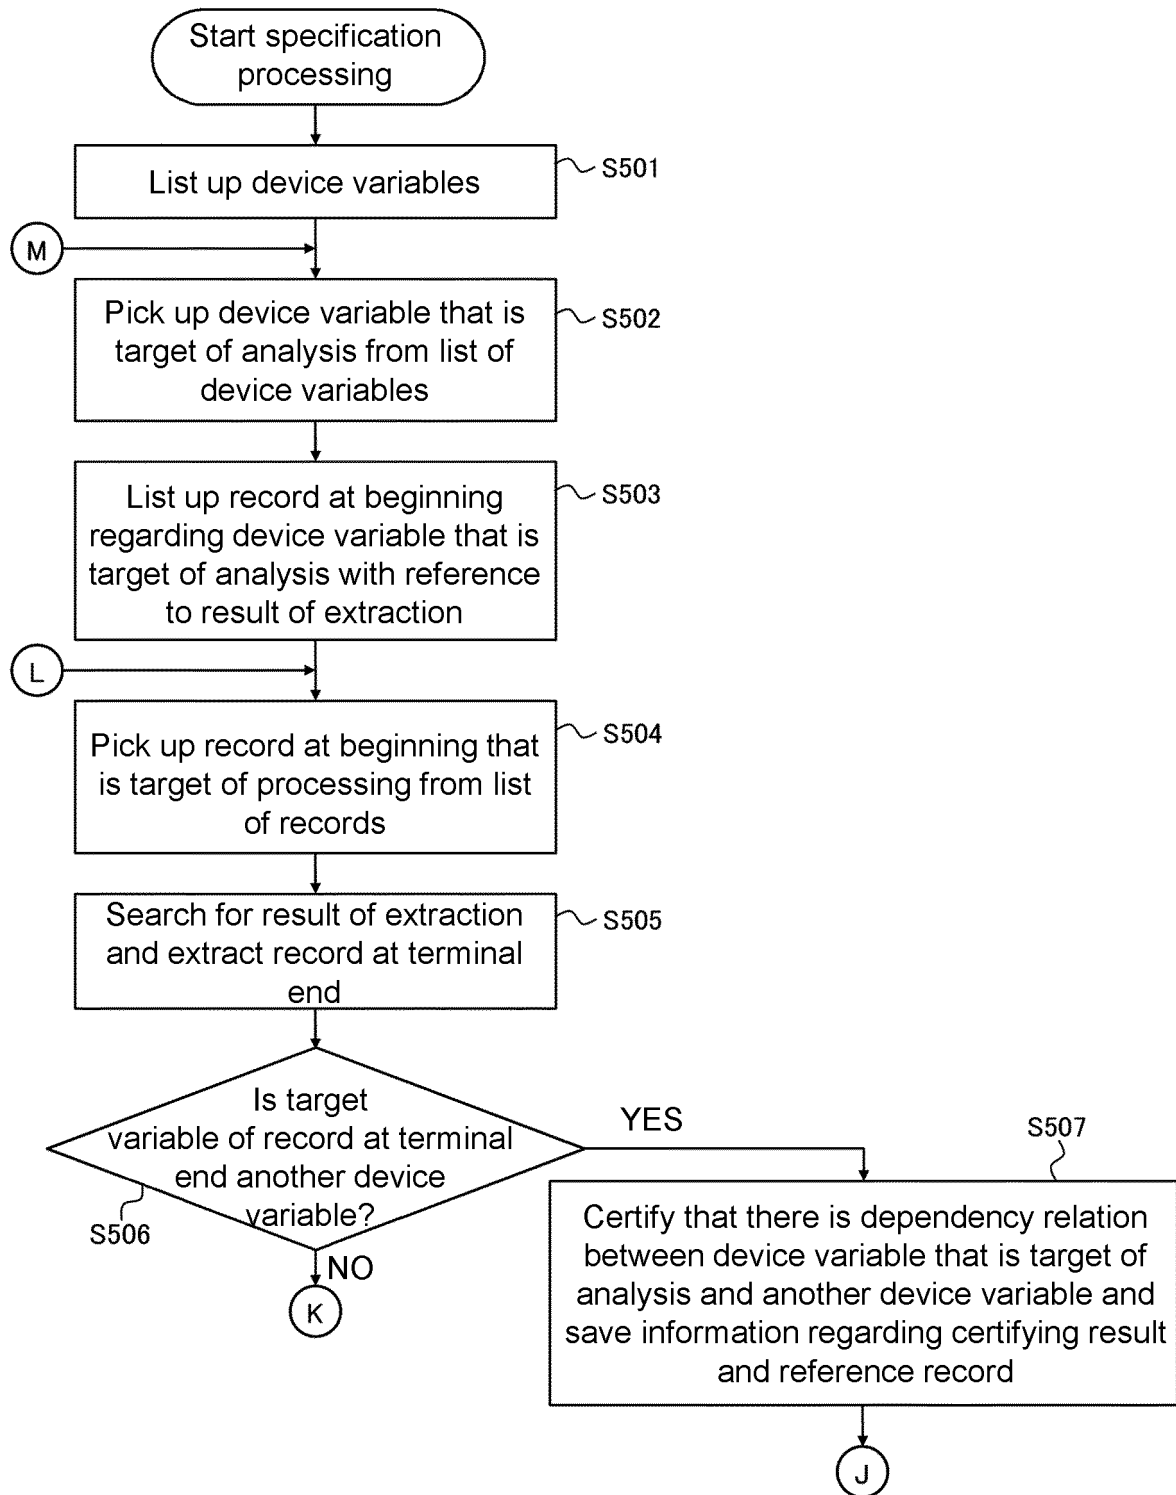 Start specification
processing
List up device variables
S501
M
Pick up device variable that is
target of analysis from list of
device variables
S502
List up record at beginning
regarding device variable that is
target of analysis with reference
to result of extraction
S503
L
Pick up record at beginning that
is target of processing from list
of records
S504
Search for result of extraction
and extract record at terminal
end
S505
Is target
variable of record at terminal
end another device
variable?
S506
YES
NO
K
S507
Certify that there is dependency relation
between device variable that is target of
analysis and another device variable and
save information regarding certifying result
and reference record
J